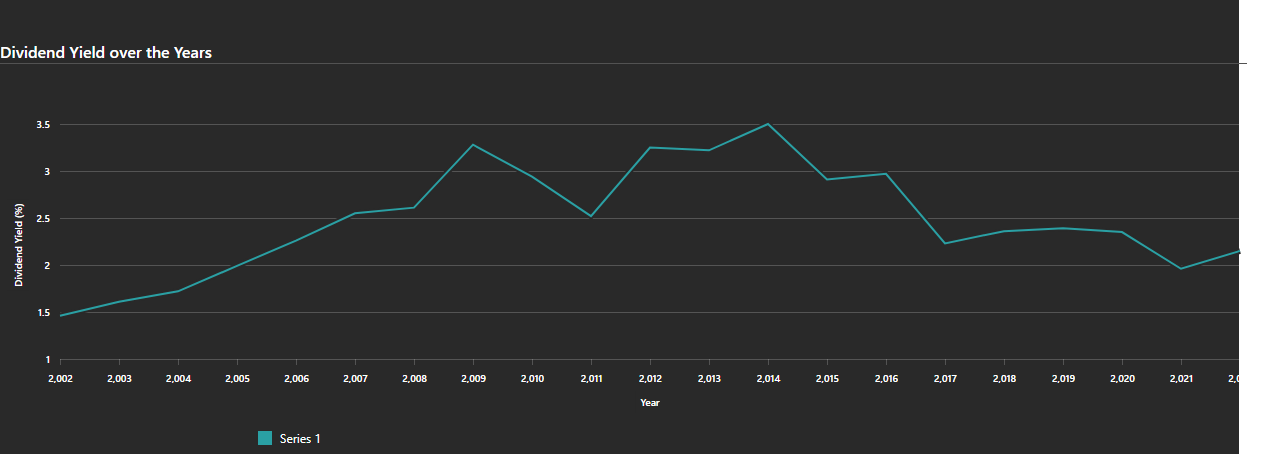 Dividend Yield over the Years
3.5
3
2.5
2
1.5
1
Dividend Yield (%)
2,002 2,003 2,004 2,005 2,006 2,007 2,008 2,009 2,010 2,011 2,012 2,013 2,014 2,015 2,016 2,017 2,018 2,019 2,020 2,021
Year
Series 1